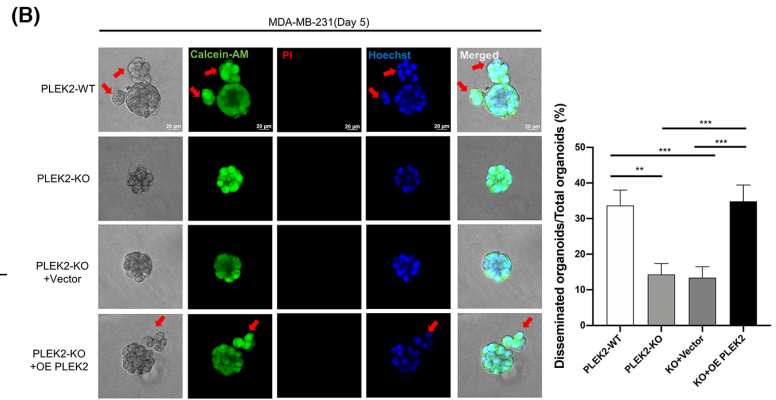 (B)
MDA-MB-231(Day 5)
Calcein-AM
PI
Hoechst
Merged
PLEK2-WT
20 µm
20 µm
20 µm
20 µm
20 µm
PLEK2-KO
PLEK2-KO
+Vector
PLEK2-KO
+OE PLEK2
Disseminated organoids/Total organoids (%)
50
40
30
20
10
0
***
***
***
**
PLEK2-WT
PLEK2-KO
KO+Vector
KO+OE PLEK2